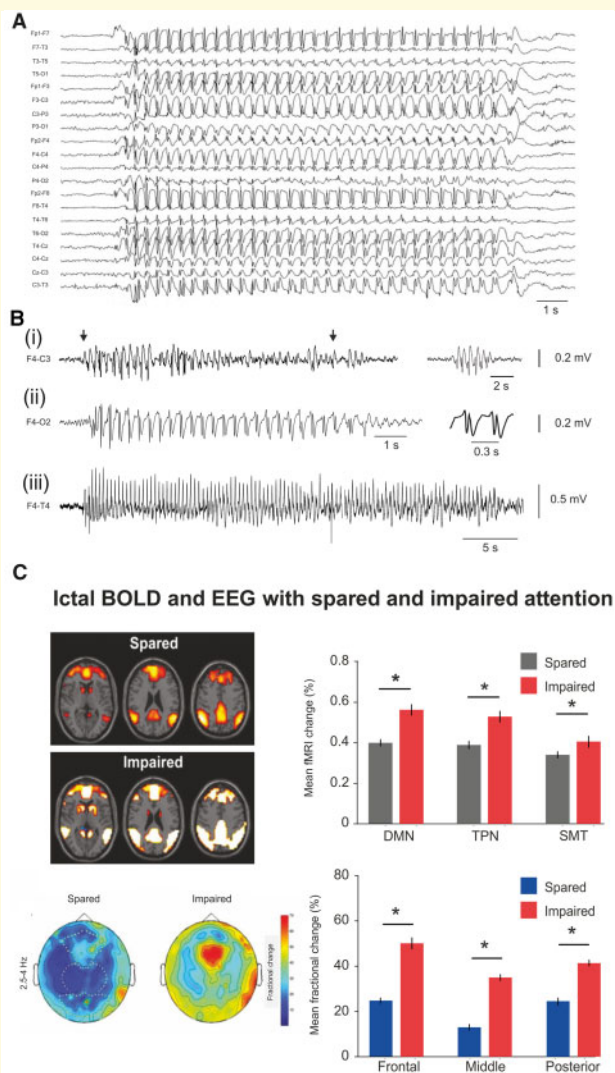 A
Fp1-F7
F7-T3
T3-T5
T5-O1
Fp1-F3
F3-C3
C3-P3
P3-O1
Fp2-F4
F4-C4
C4-P4
P4-O2
Fp2-F8
F8-T4
T4-T6
T6-O2
T4-Cz
C4-Cz
Cz-C3
C3-T3
1 s
B
(i)
F4-C3
2 s
0.2 mV
(ii)
F4-O2
1 s
0.3 s
0.2 mV
(iii)
F4-T4
0.5 mV
5 s
C
Ictal BOLD and EEG with spared and impaired attention
Spared
Impaired
Mean fMRI change (%)
0.8
0.6
0.4
0.2
0
Spared
Impaired
*
*
*
DMN
TPN
SMT
Spared
Impaired
2.5-4 Hz
Fractional change
Mean fractional change (%)
80
60
40
20
0
Spared
Impaired
*
*
*
Frontal
Middle
Posterior